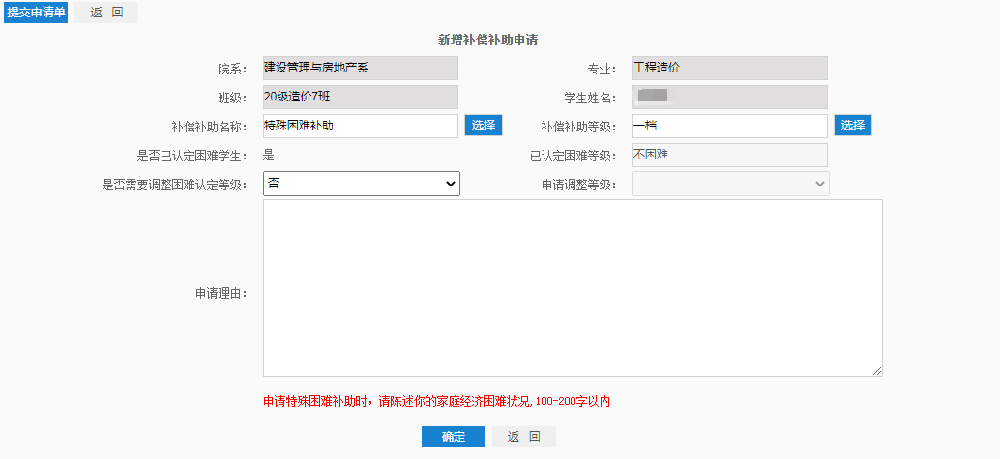 提交申请单 返 回
新增补偿补助申请
院系： 建设管理与房地产系 专业： 工程造价
班级： 20级造价7班 学生姓名：
补偿补助名称： 特殊困难补助 选择 补偿补助等级： 一档 选择
是否已认定困难学生： 是 已认定困难等级： 不困难
是否需要调整困难认定等级： 否 申请调整等级：
申请理由：
申请特殊困难补助时，请陈述你的家庭经济困难状况,100-200字以内
确定 返 回